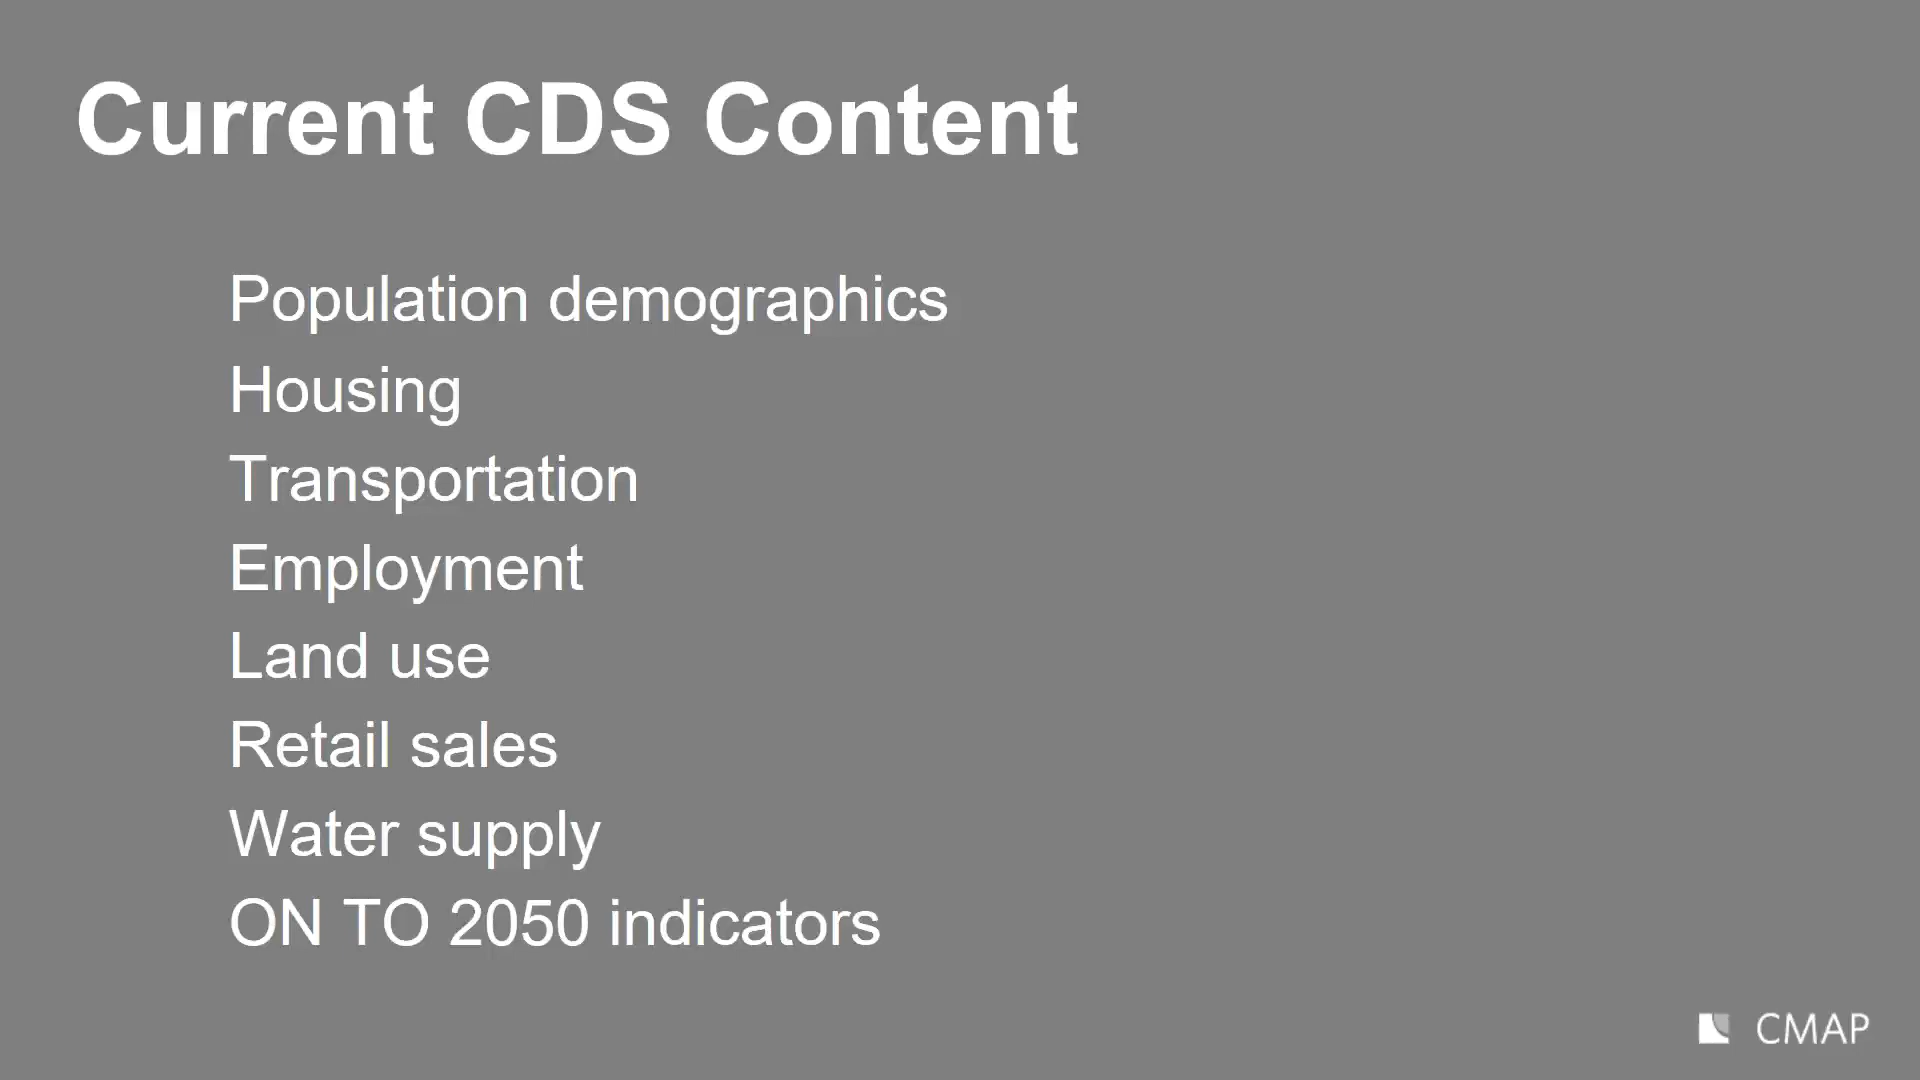 Current CDS Content
Population demographics
Housing
Transportation
Employment
Land use
Retail sales
Water supply
ON TO 2050 indicators
CMAP